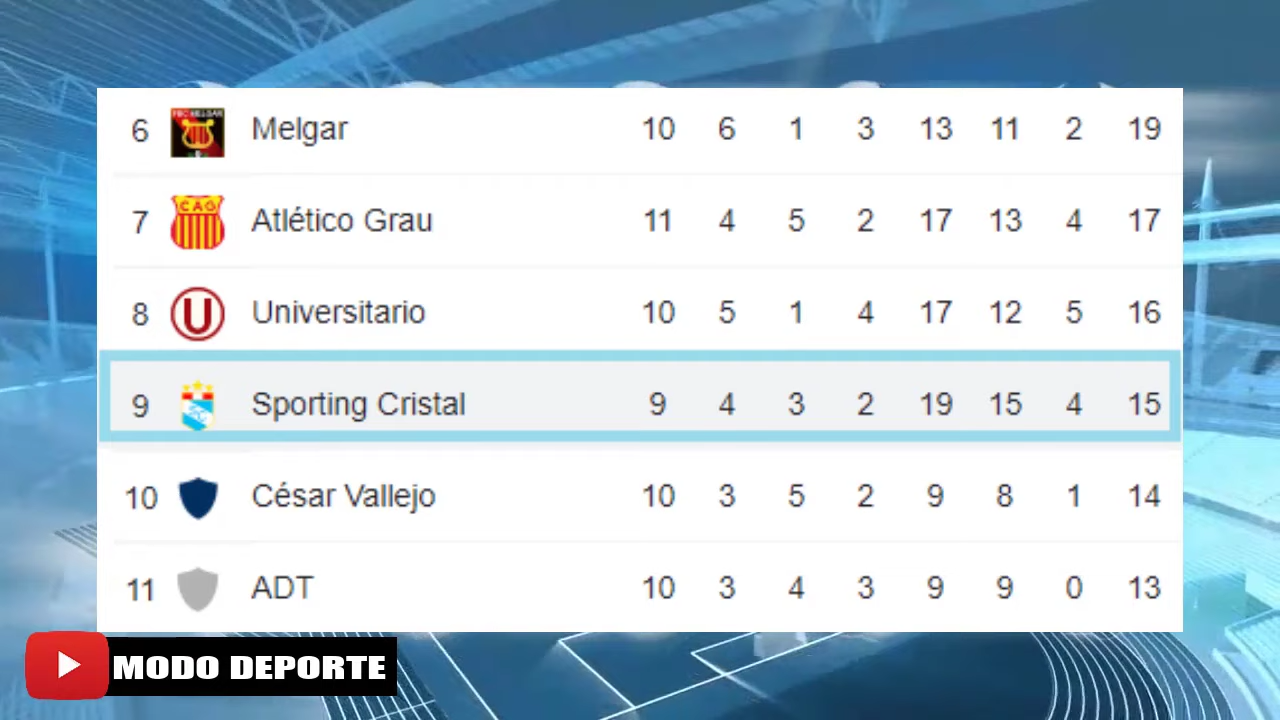 6 FBC MELGAR Melgar 10 6 1 3 13 11 2 19
7 CAG Atlético Grau 11 4 5 2 17 13 4 17
8 U Universitario 10 5 1 4 17 12 5 16
9 Sporting Cristal 9 4 3 2 19 15 4 15
10 César Vallejo 10 3 5 2 9 8 1 14
11 ADT 10 3 4 3 9 9 0 13
MODO DEPORTE